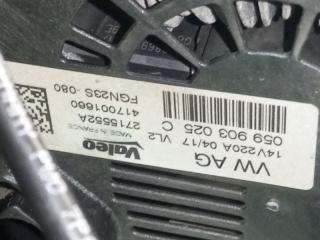 VW AG
14V220A 04/17 VL2
059 903 025 C
Valeo
MADE IN FRANCE
2715552A
417001660
FGN23S -080